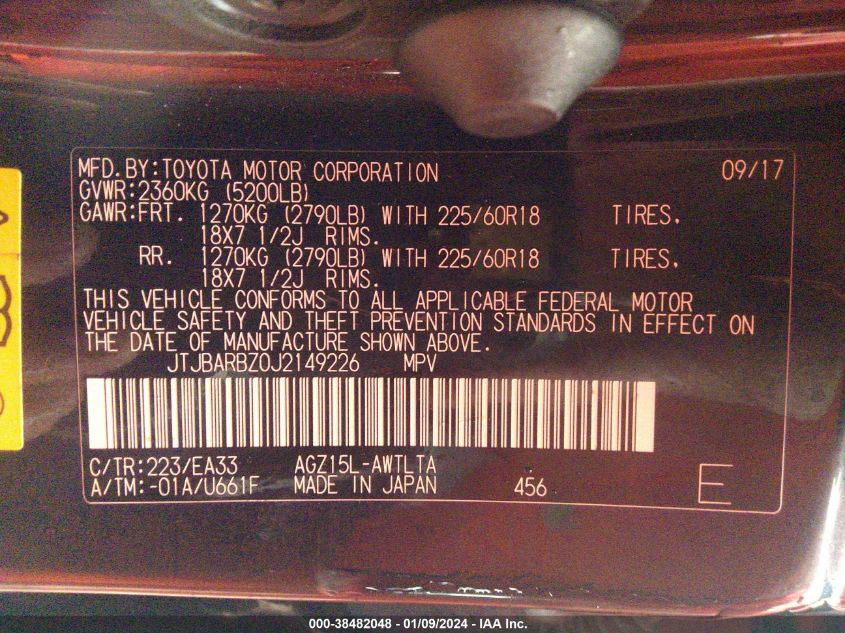 MFD.BY:TOYOTA MOTOR CORPORATION 09/17
GVWR:2360KG (5200LB)
GAWR:FRT. 1270KG (2790LB) WITH 225/60R18 TIRES.
18X7 1/2J RIMS.
RR. 1270KG (2790LB) WITH 225/60R18 TIRES.
18X7 1/2J RIMS.
THIS VEHICLE CONFORMS TO ALL APPLICABLE FEDERAL MOTOR
VEHICLE SAFETY AND THEFT PREVENTION STANDARDS IN EFFECT ON
THE DATE OF MANUFACTURE SHOWN ABOVE.
JTJBARBZ0J2149226 MPV
C/TR:223/EA33 AGZ15L-AWTLTA
A/TM:-01A/U661F MADE IN JAPAN 456 E
000-38482048 - 01/09/2024 - IAA Inc.